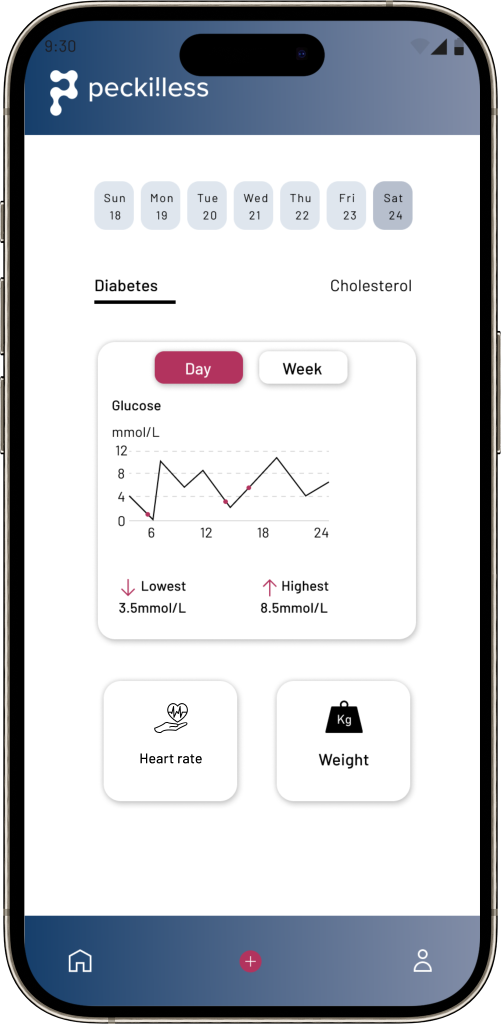 9:30
pecki!less
Sun Mon Tue Wed Thu Fri Sat
18 19 20 21 22 23 24
Diabetes Cholesterol
Day Week
Glucose
mmol/L
12
8
4
0
6 12 18 24
Lowest Highest
3.5mmol/L 8.5mmol/L
Kg
Heart rate Weight